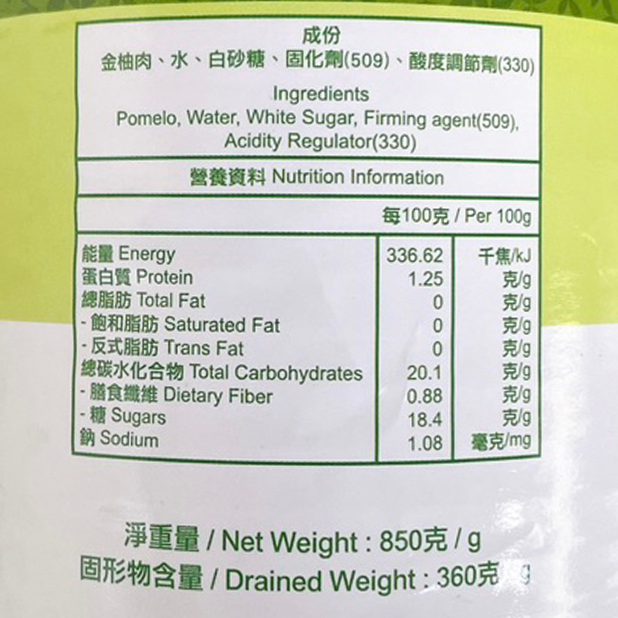 成份
金柚肉、水、白砂糖、固化劑(509)、酸度調節劑(330)
Ingredients
Pomelo, Water, White Sugar, Firming agent(509),
Acidity Regulator(330)
營養資料 Nutrition Information
每100克 / Per 100g
能量 Energy 336.62 千焦/kJ
蛋白質 Protein 1.25 克/g
總脂肪 Total Fat 0 克/g
- 飽和脂肪 Saturated Fat 0 克/g
- 反式脂肪 Trans Fat 0 克/g
總碳水化合物 Total Carbohydrates 20.1 克/g
- 膳食纖維 Dietary Fiber 0.88 克/g
- 糖 Sugars 18.4 克/g
鈉 Sodium 1.08 毫克/mg
淨重量 / Net Weight : 850克 / g
固形物含量 / Drained Weight : 360克 / g